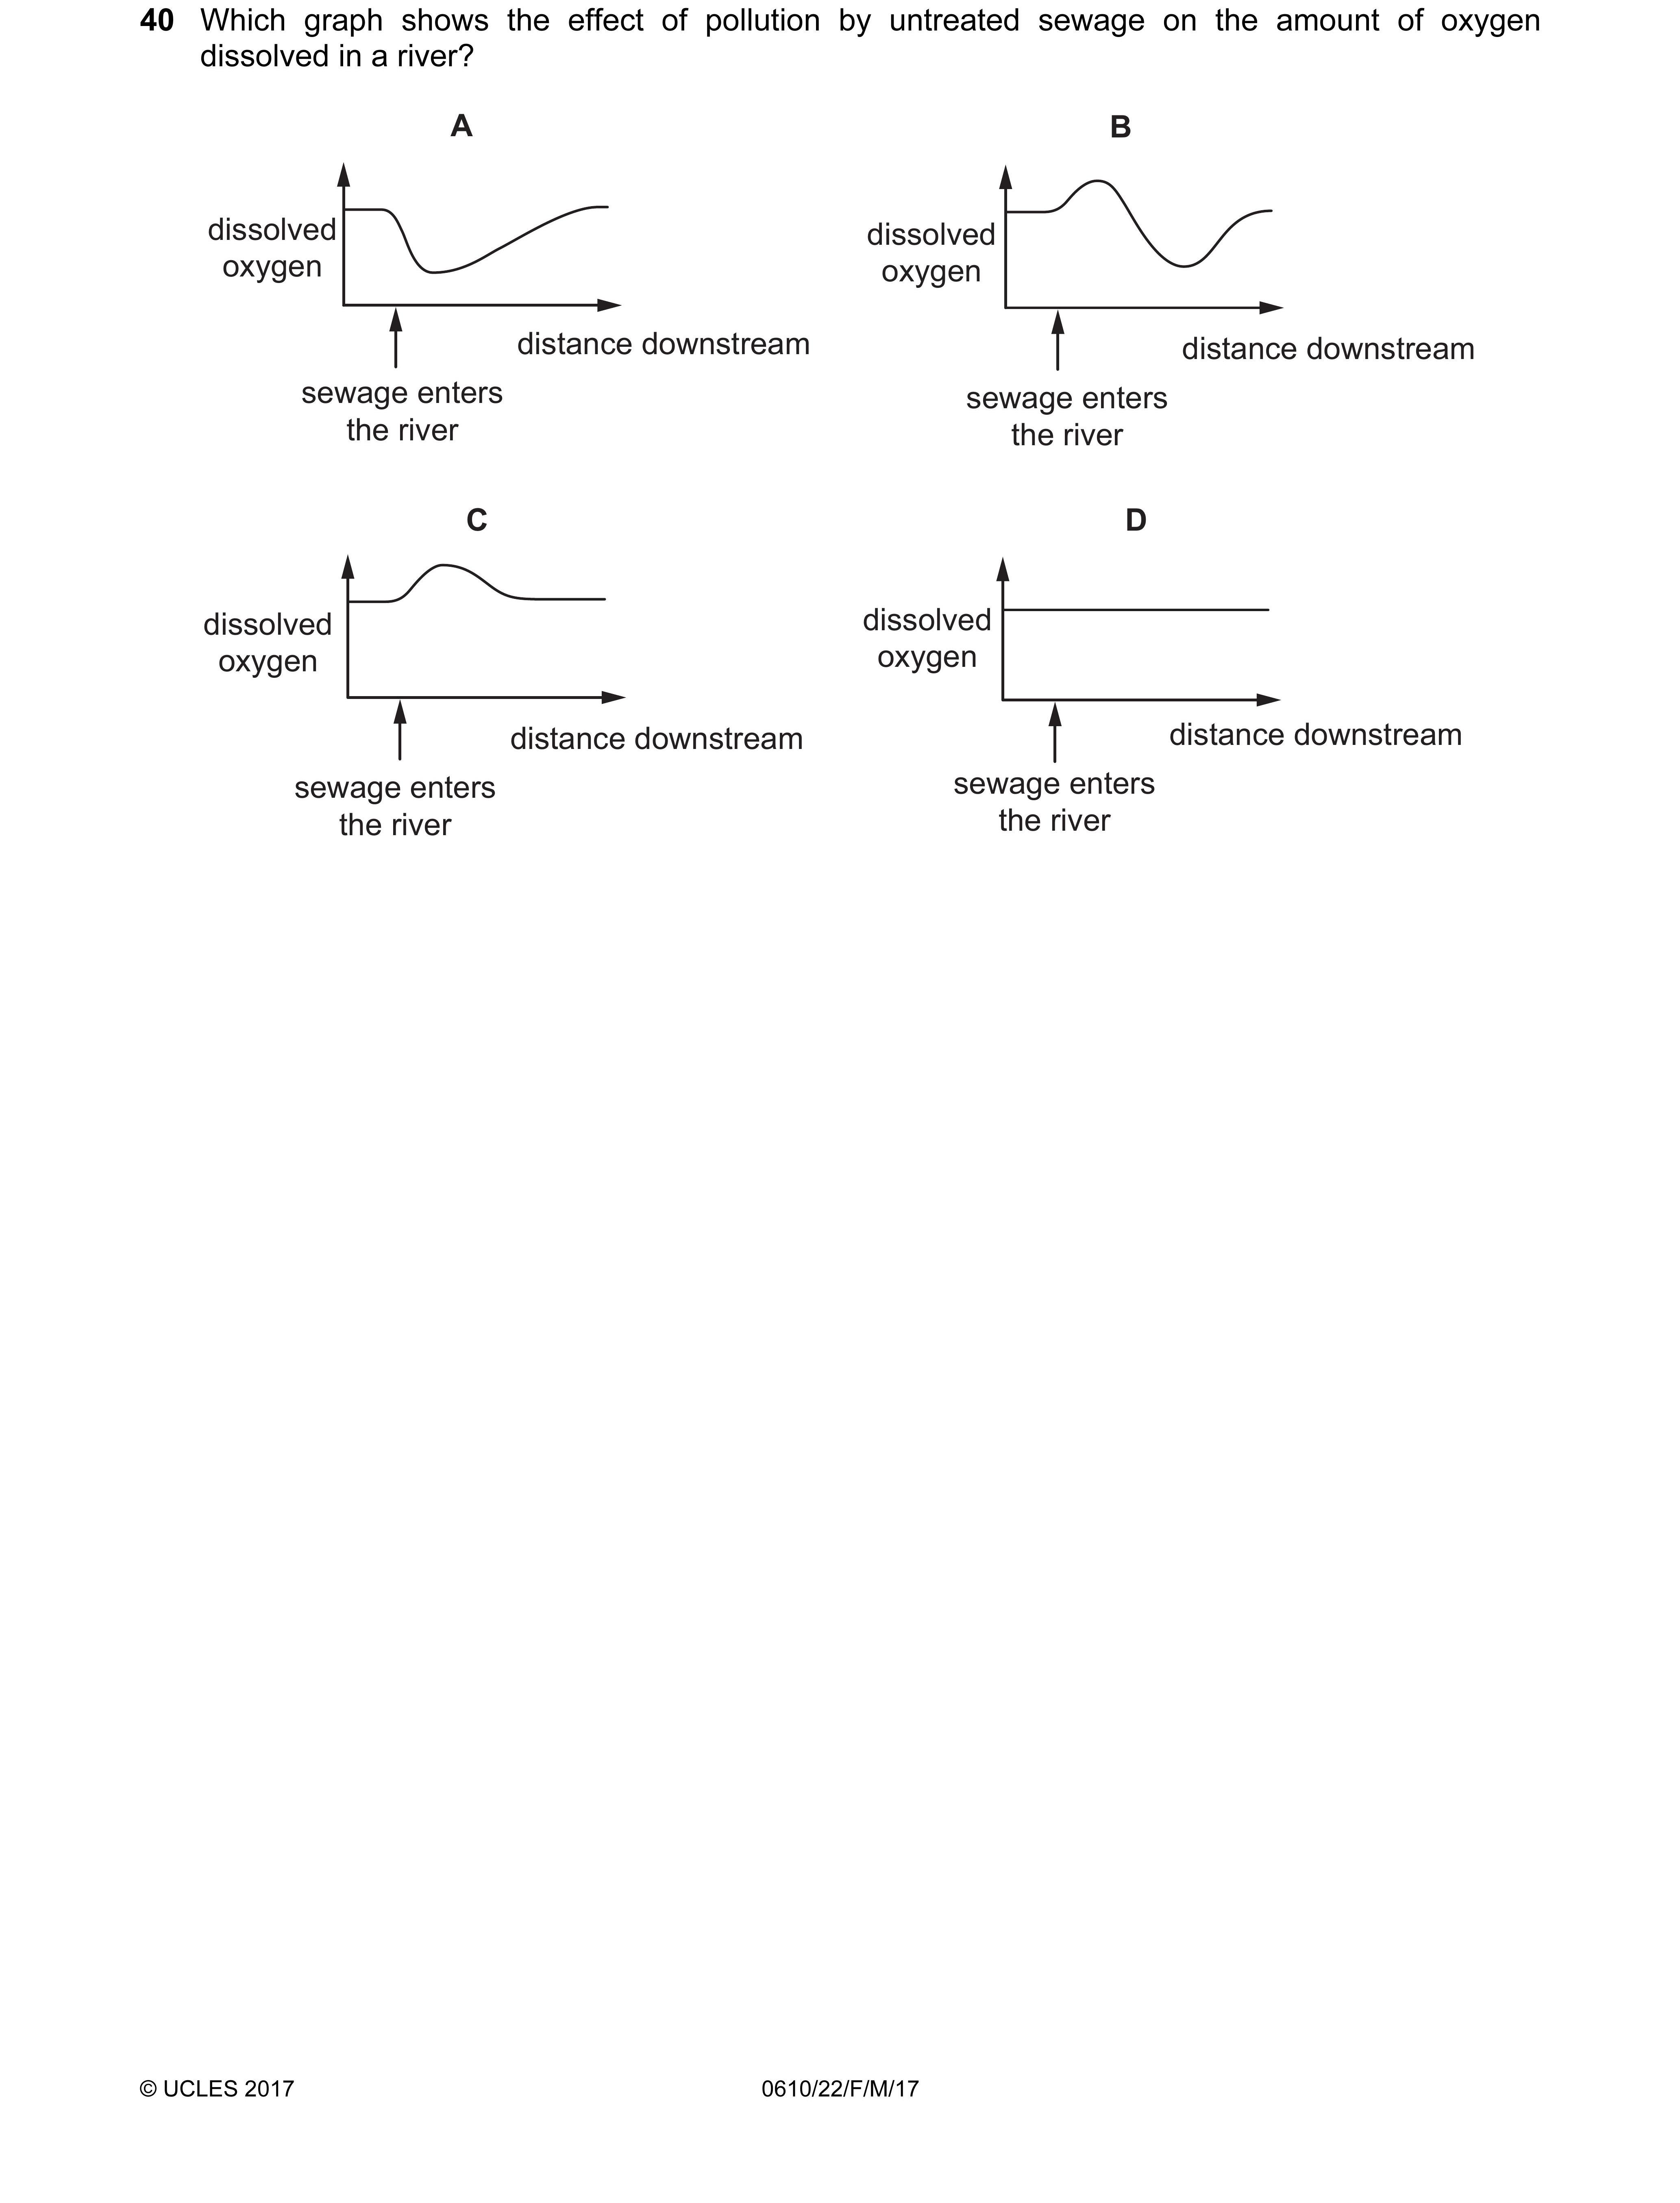 40 Which graph shows the effect of pollution by untreated sewage on the amount of oxygen
dissolved in a river?
A
dissolved
oxygen
distance downstream
sewage enters
the river
B
dissolved
oxygen
distance downstream
sewage enters
the river
C
dissolved
oxygen
distance downstream
sewage enters
the river
D
dissolved
oxygen
distance downstream
sewage enters
the river
© UCLES 2017 0610/22/F/M/17